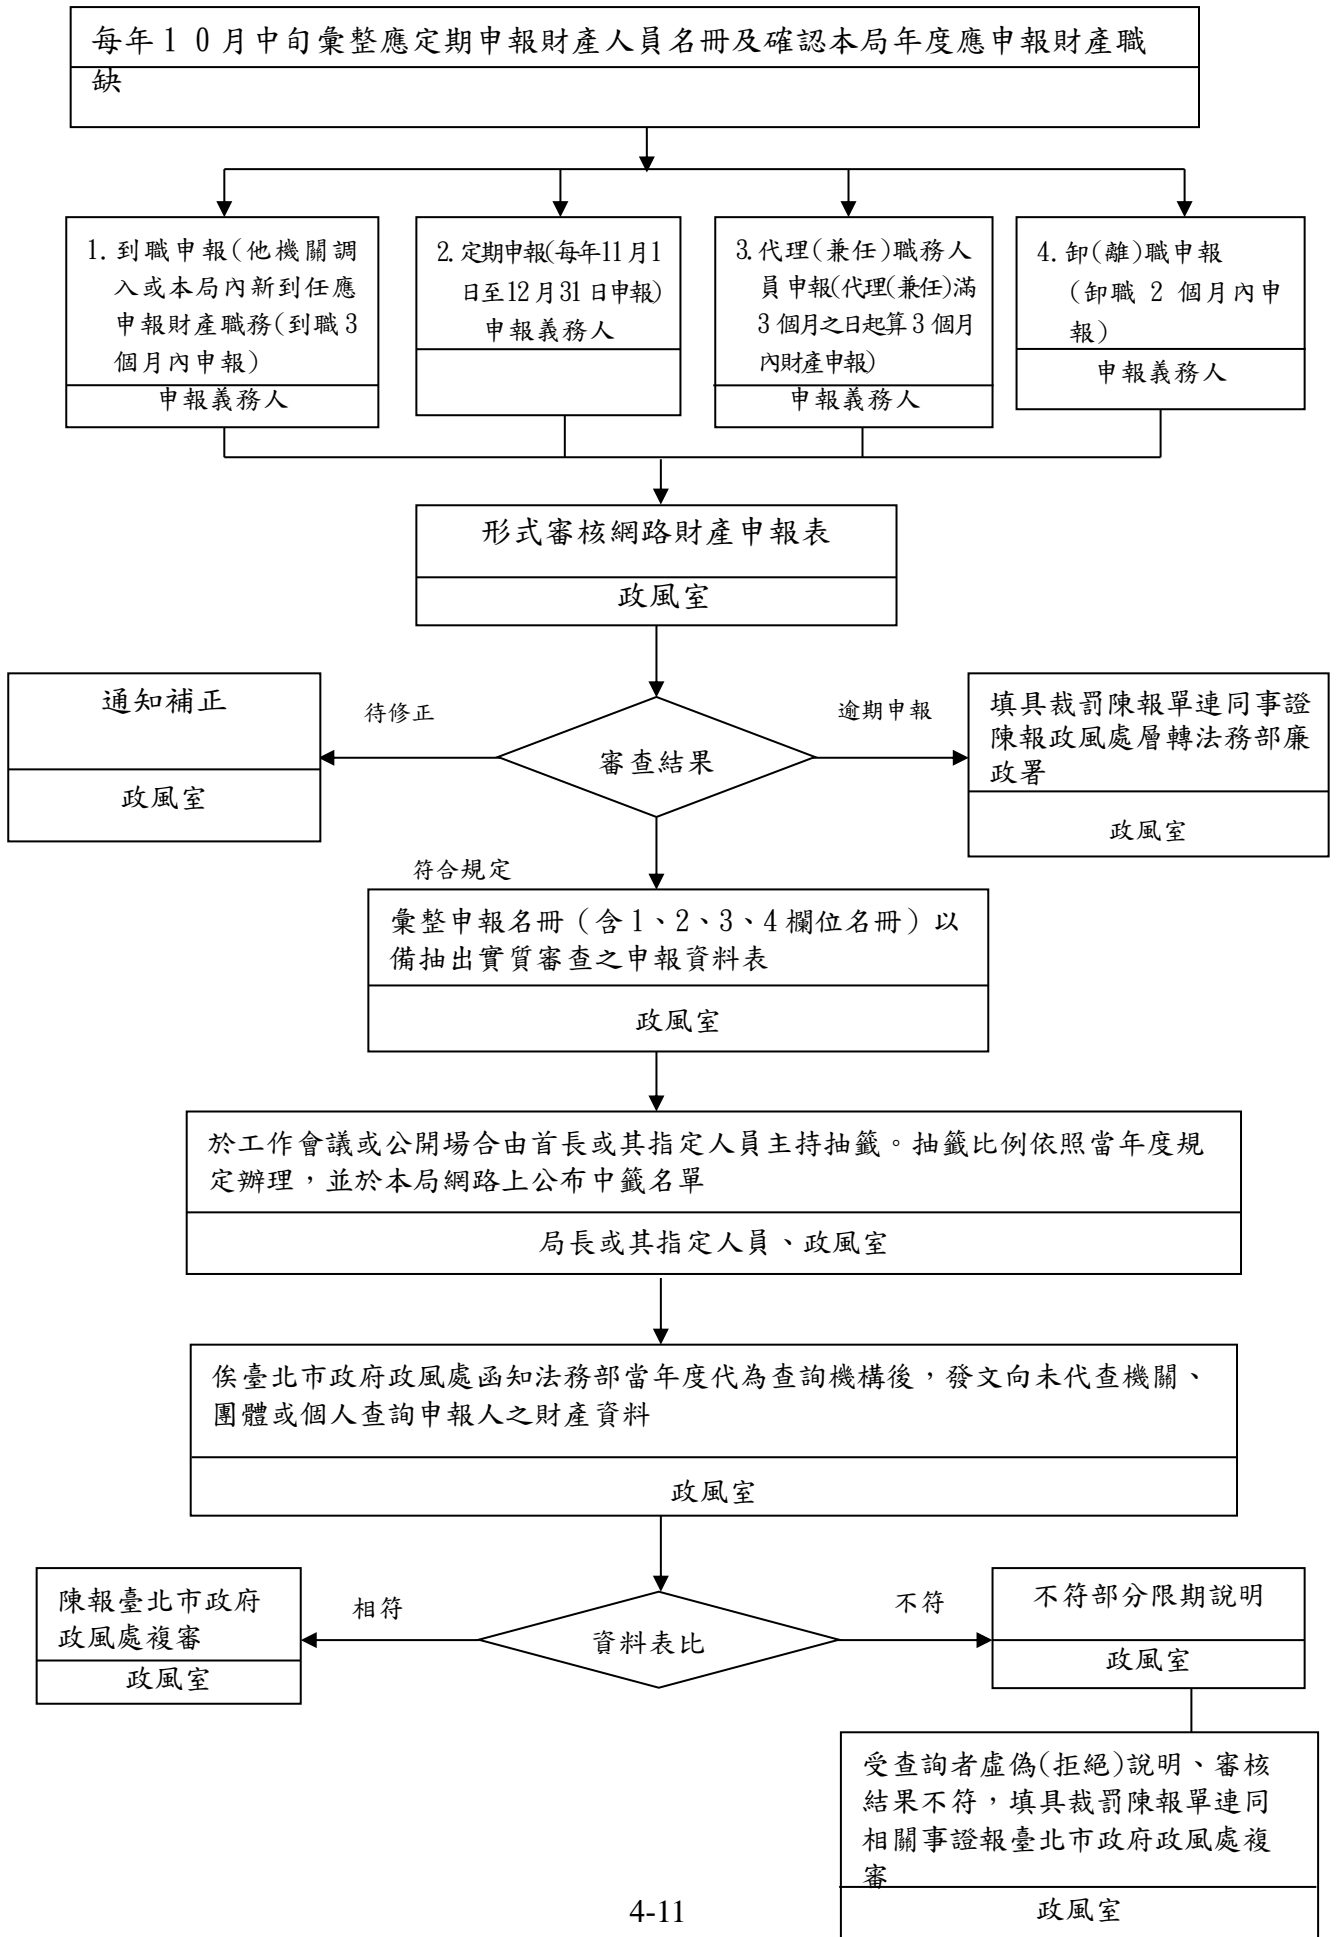 每年10月中旬彙整應定期申報財產人員名冊及確認本局年度應申報財產職
缺
1.到職申報(他機關調
入或本局內新到任應
申報財產職務(到職3
個月內申報)
申報義務人
2.定期申報(每年11月1
日至12月31日申報)
申報義務人
3.代理(兼任)職務人
員申報(代理(兼任)滿
3個月之日起算3個月
內財產申報)
申報義務人
4.卸(離)職申報
(卸職 2 個月內申
報)
申報義務人
形式審核網路財產申報表
政風室
通知補正
政風室
待修正
審查結果
逾期申報
填具裁罰陳報單連同事證
陳報政風處層轉法務部廉
政署
政風室
符合規定
彙整申報名冊（含1、2、3、4欄位名冊）以
備抽出實質審查之申報資料表
政風室
於工作會議或公開場合由首長或其指定人員主持抽籤。抽籤比例依照當年度規
定辦理，並於本局網路上公布中籤名單
局長或其指定人員、政風室
俟臺北市政府政風處函知法務部當年度代為查詢機構後，發文向未代查機關、
團體或個人查詢申報人之財產資料
政風室
陳報臺北市政府
政風處複審
政風室
相符
資料表比
不符
不符部分限期說明
政風室
受查詢者虛偽(拒絕)說明、審核
結果不符，填具裁罰陳報單連同
相關事證報臺北市政府政風處複
審
政風室
4-11